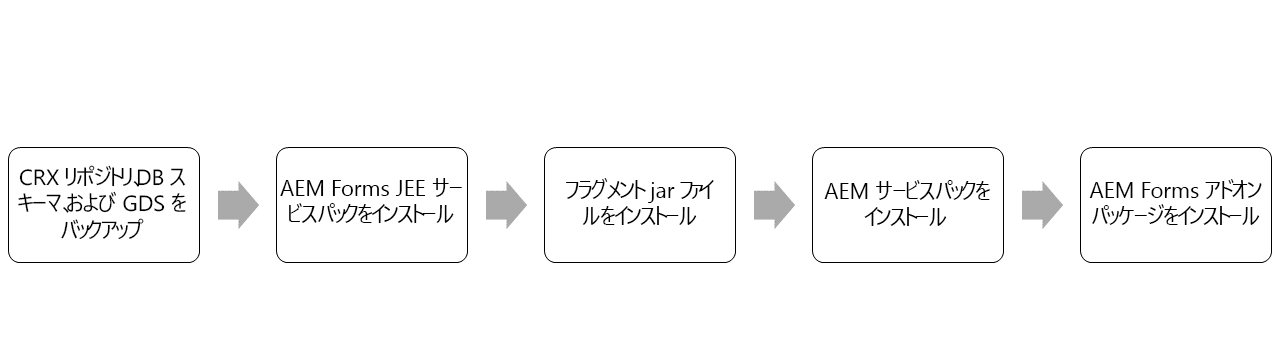 CRX リポジトリ、DB ス
キーマ、および GDS を
バックアップ
AEM Forms JEE サー
ビスパックをインストール
フラグメント jar ファイ
ルをインストール
AEM サービスパックを
インストール
AEM Forms アドオン
パッケージをインストール